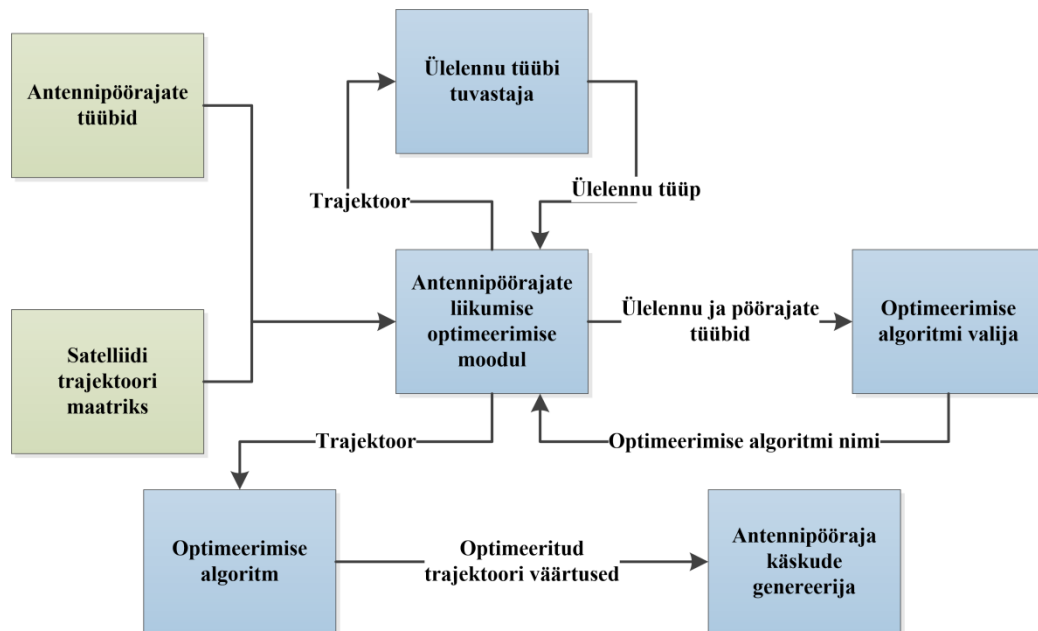 Antennipöörajate
tüübid
Ülelennu tüübi
tuvastaja
Trajektoor
Ülelennu tüüp
Satelliidi
trajektoori
maatriks
Antennipöörajate
liikumise
optimeerimise
moodul
Ülelennu ja pöörajate
tüübid
Optimeerimise
algoritmi valija
Trajektoor
Optimeerimise algoritmi nimi
Optimeerimise
algoritm
Optimeeritud
trajektoori väärtused
Antennipööraja
käskude
genereerija